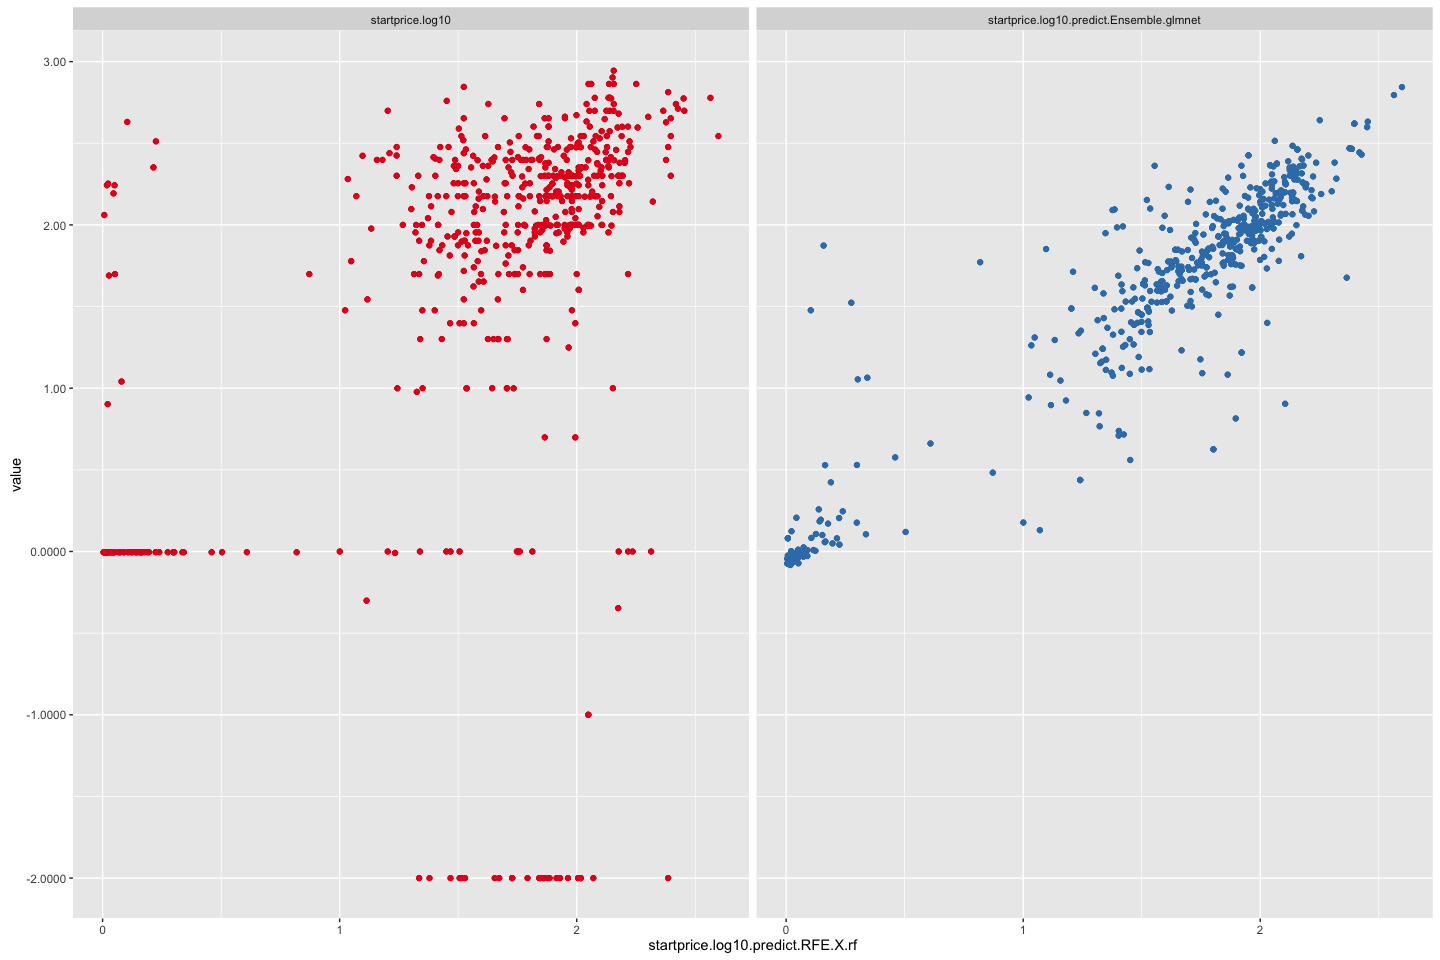 startprice.log10
startprice.log10.predict.Ensemble.glmnet
3.00
2.00
1.00
0.0000
-1.0000
-2.0000
value
0 1 2
0 1 2
startprice.log10.predict.RFE.X.rf